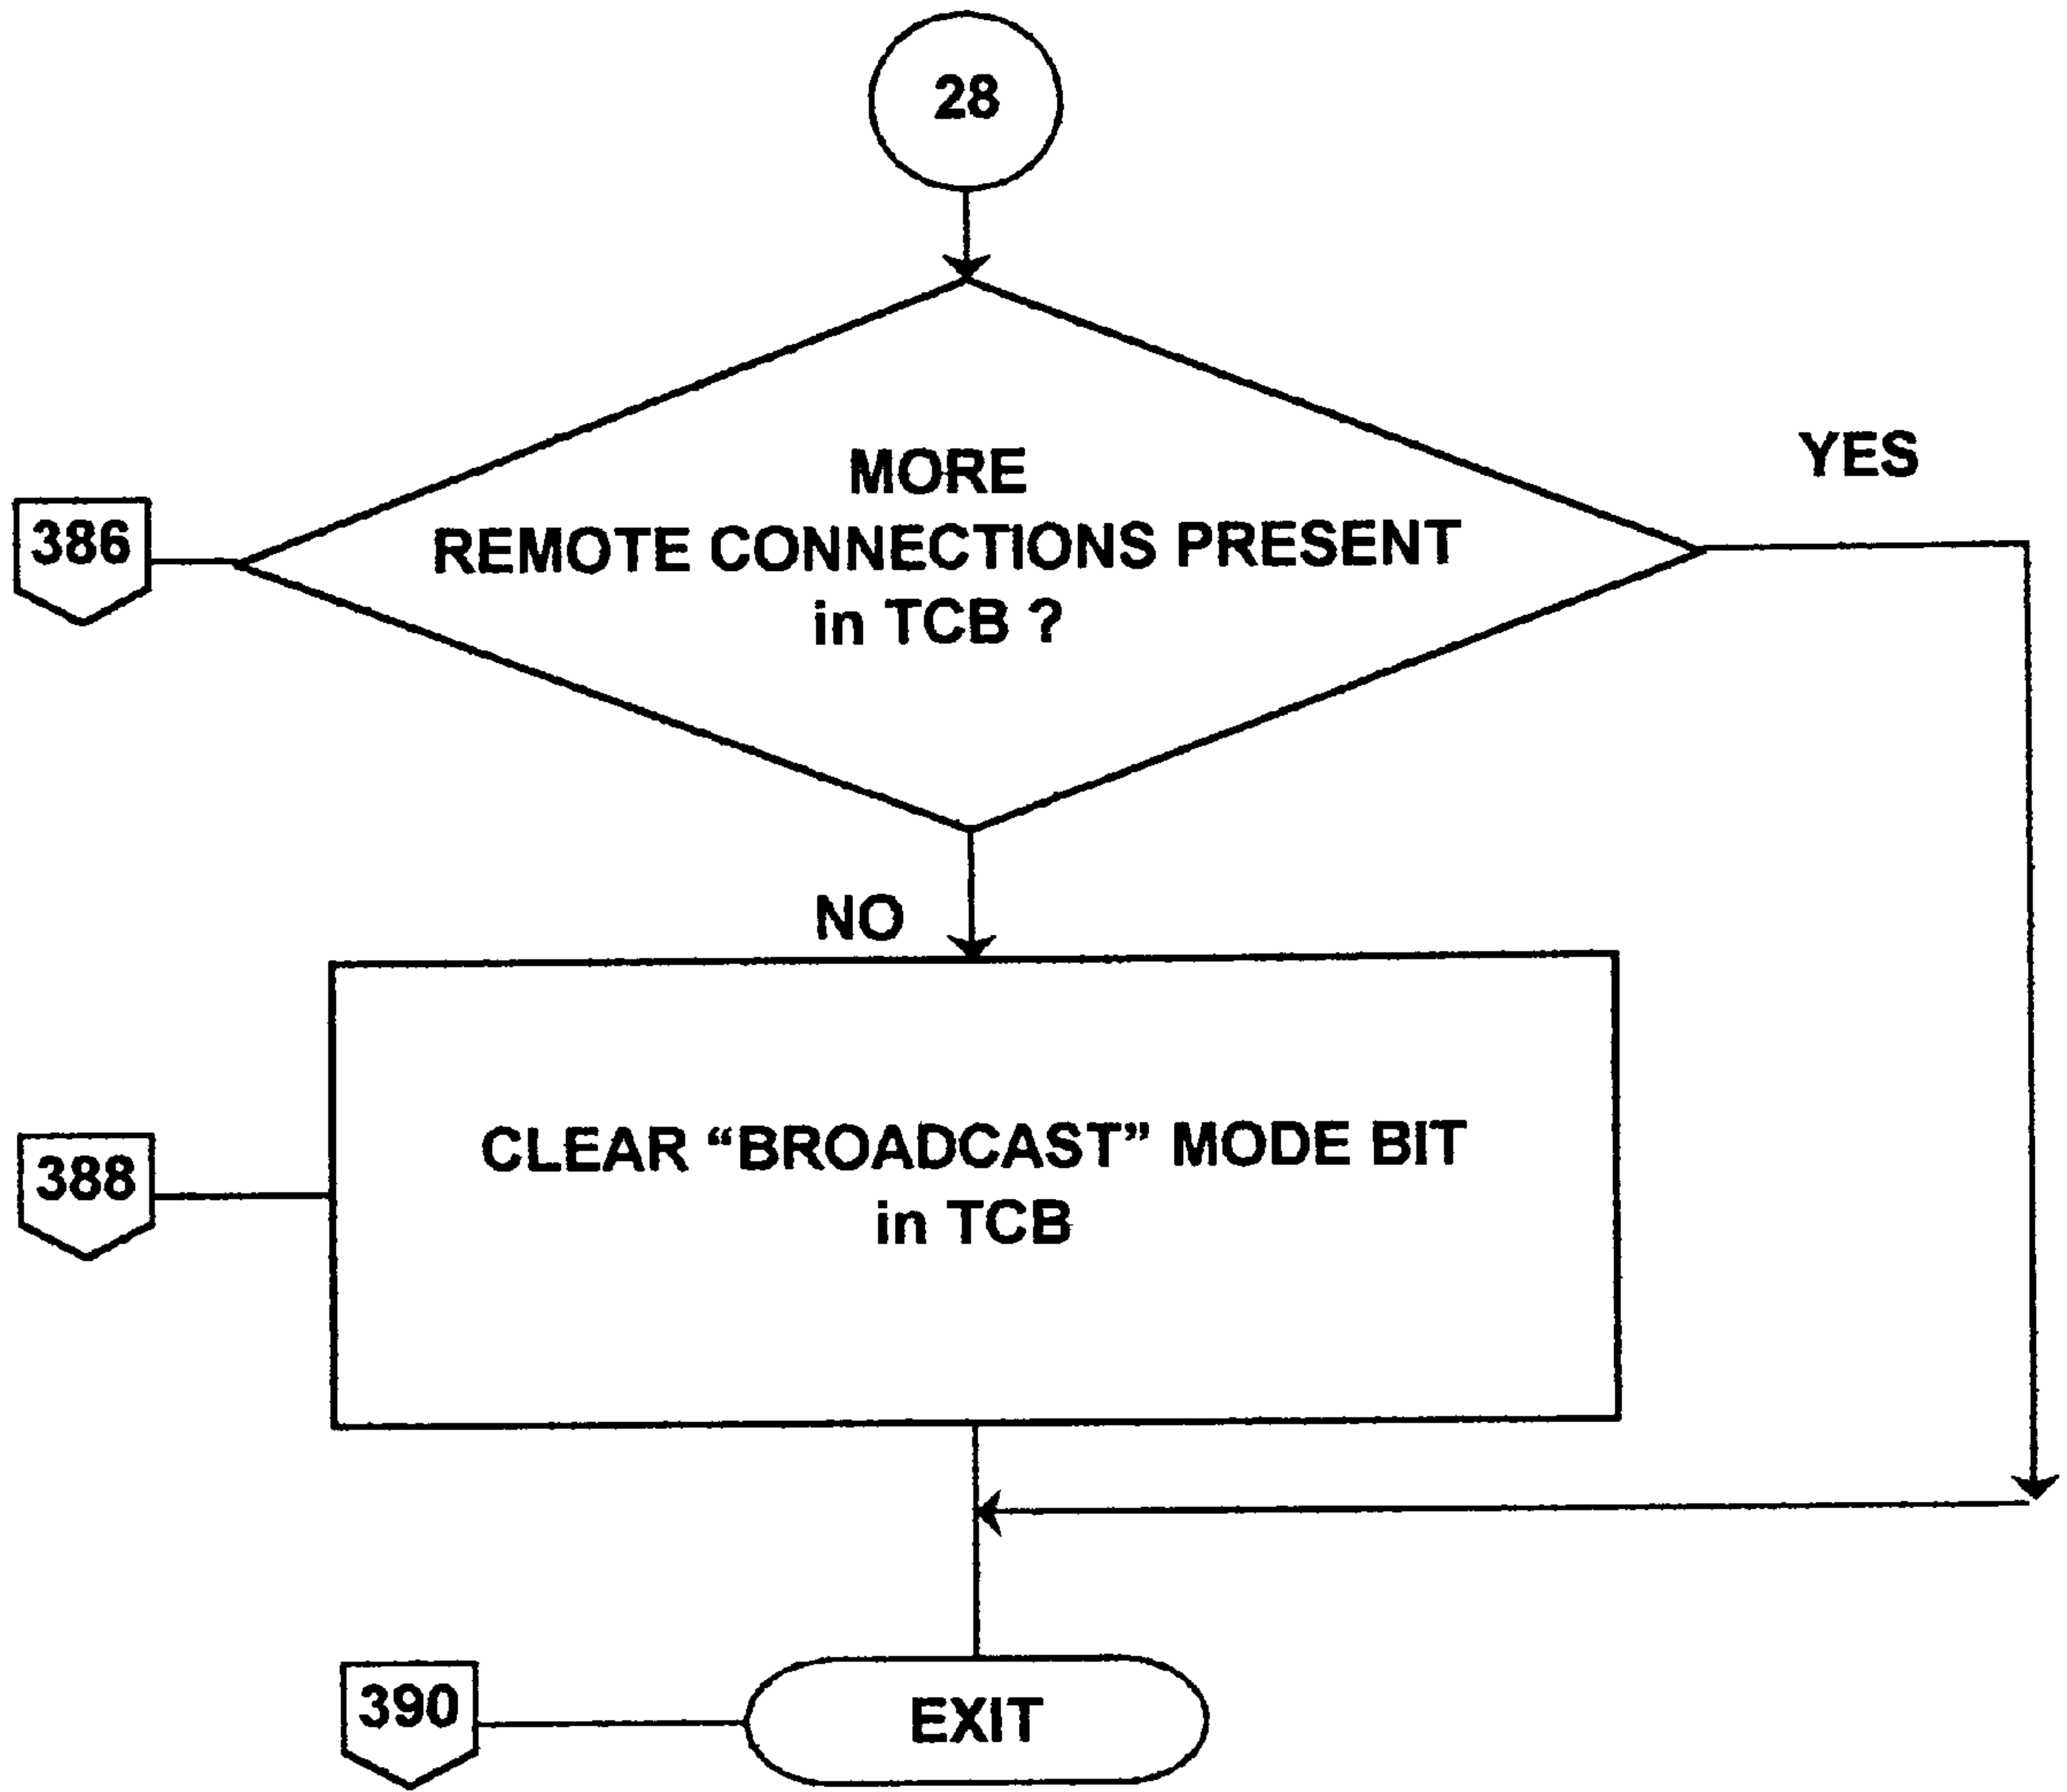 28
MORE
REMOTE CONNECTIONS PRESENT
in TCB ?
YES
386
NO
CLEAR “BROADCAST” MODE BIT
in TCB
388
390
EXIT